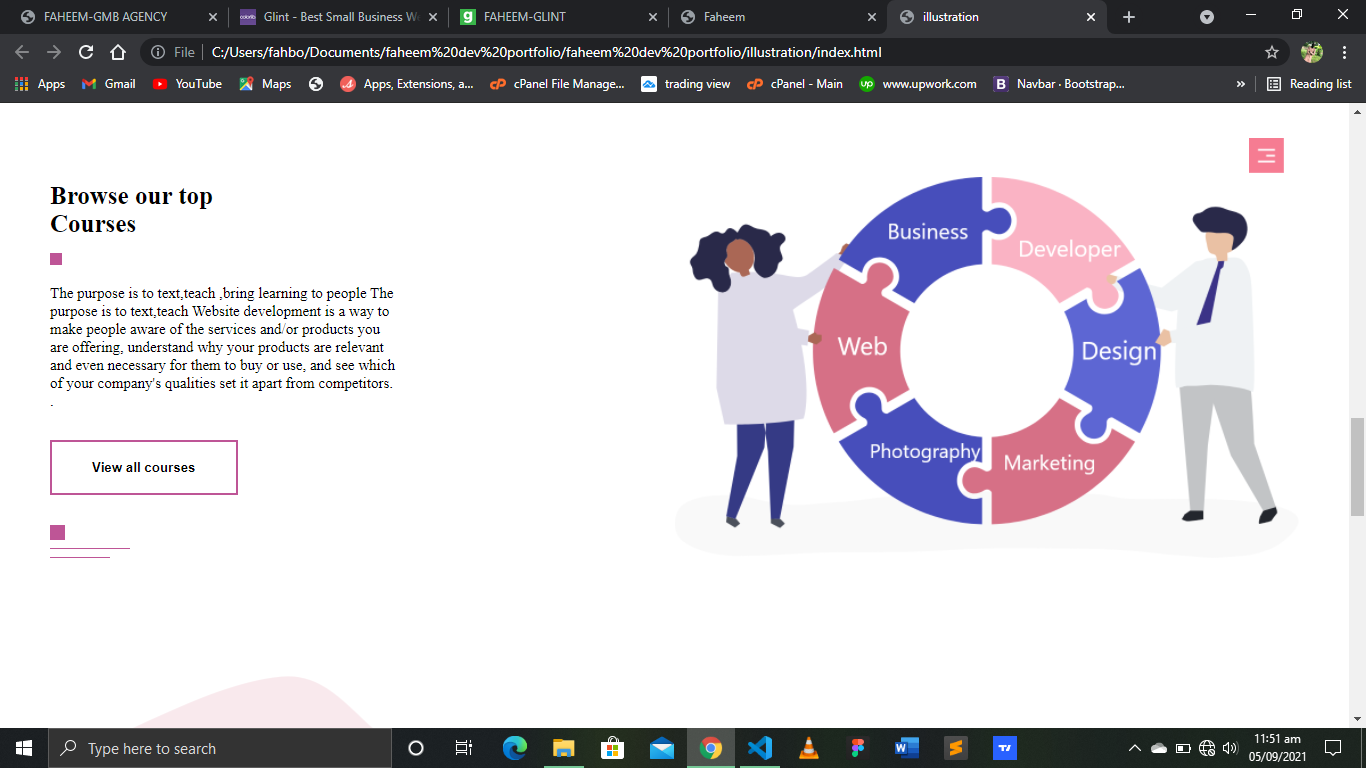 FAHEEM-GMB AGENCY
Glint - Best Small Business W
FAHEEM-GLINT
Faheem
illustration
File
C:/Users/fahbo/Documents/faheem%20dev%20portfolio/faheem%20dev%20portfolio/illustration/index.html
Apps
Gmail
YouTube
Maps
Apps, Extensions, a...
cPanel File Manage...
trading view
cPanel - Main
www.upwork.com
Navbar · Bootstrap...
»
Reading list
Browse our top
Courses
The purpose is to text,teach ,bring learning to people The
purpose is to text,teach Website development is a way to
make people aware of the services and/or products you
are offering, understand why your products are relevant
and even necessary for them to buy or use, and see which
of your company's qualities set it apart from competitors.
.
View all courses
Business
Developer
Web
Design
Photography
Marketing
Type here to search
11:51 am
05/09/2021